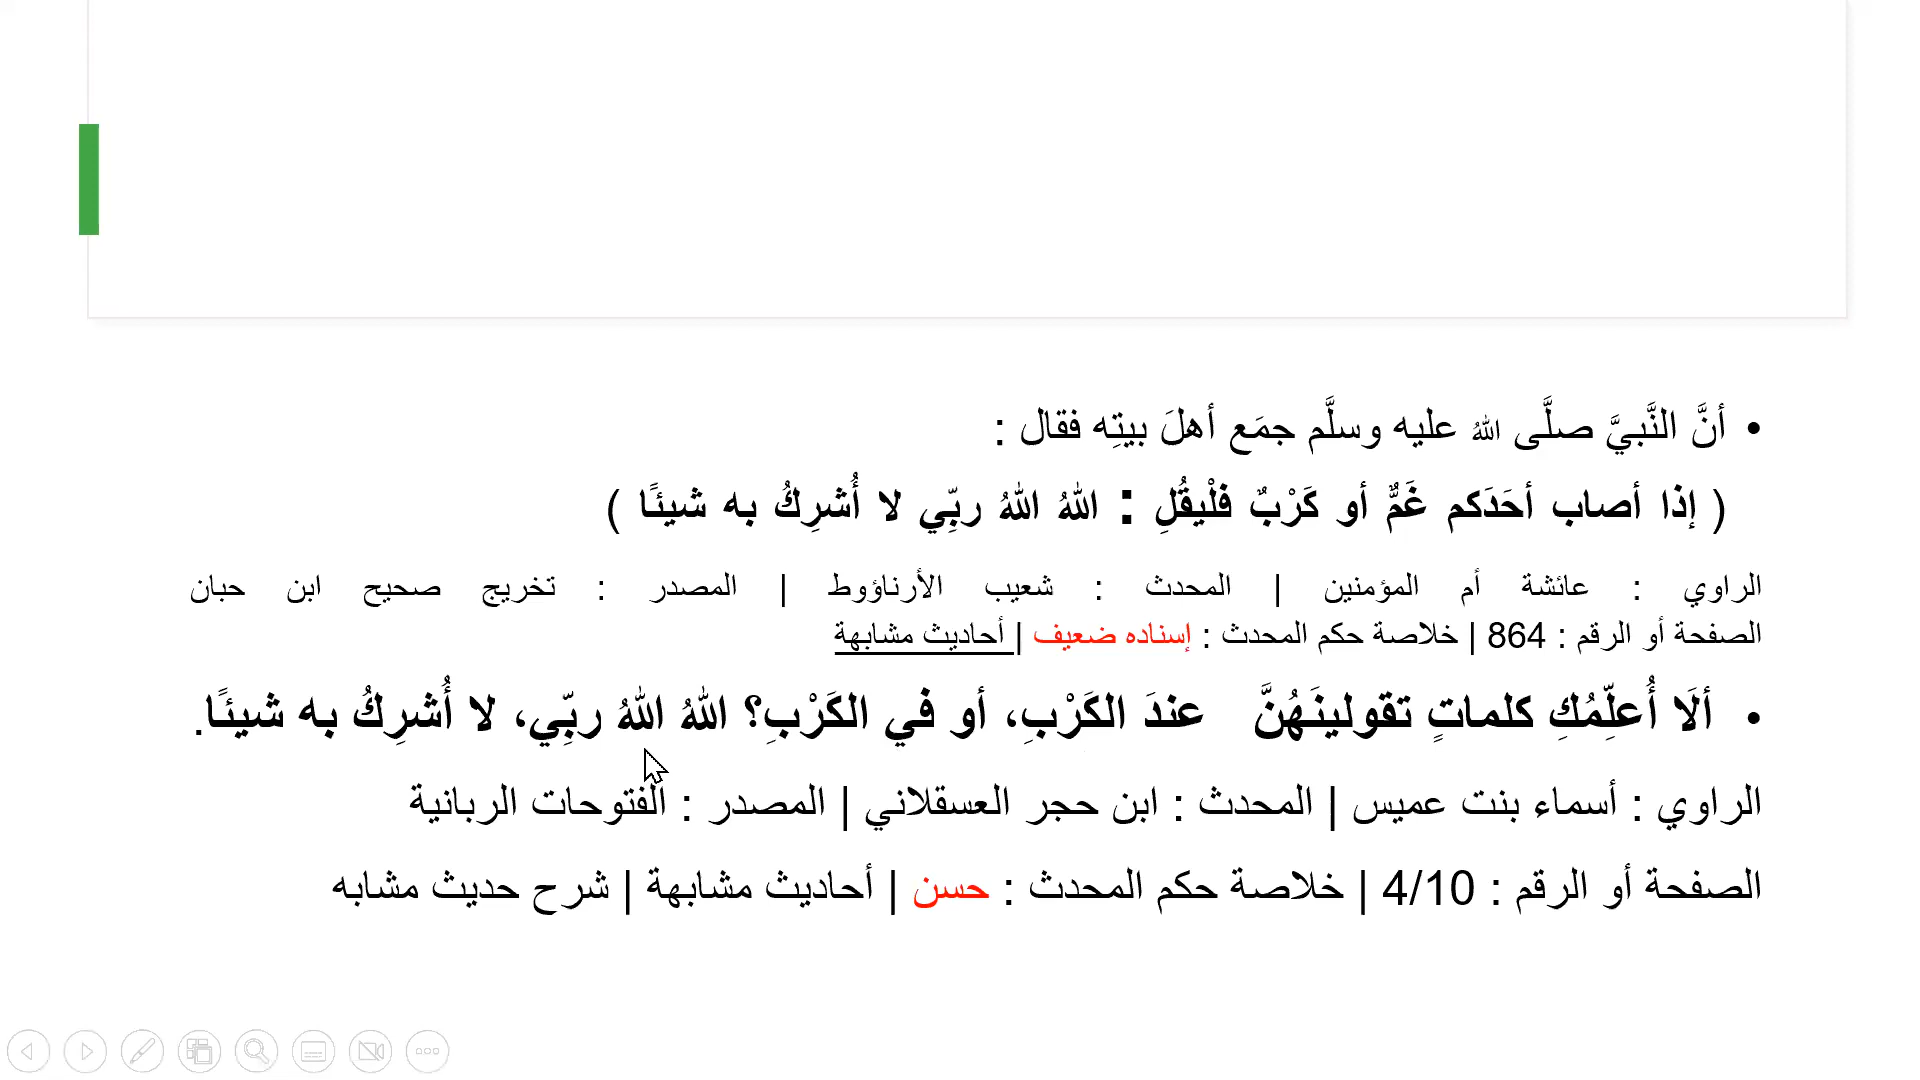 • أنَّ النَّبيَّ صلَّى اللهُ عليه وسلَّم جمَع أهلَ بيتِه فقال :
( إذا أصاب أحَدَكم غَمٌّ أو كَرْبٌ فلْيقُلِ : اللهُ اللهُ ربِّي لا أُشرِكُ به شيئًا )
الراوي : عائشة أم المؤمنين | المحدث : شعيب الأرناؤوط | المصدر : تخريج صحيح ابن حبان
الصفحة أو الرقم : 864 | خلاصة حكم المحدث : إسناده ضعيف | أحاديث مشابهة
• ألَا أُعلِّمُكِ كلماتٍ تقولينَهُنَّ عندَ الكَرْبِ، أو في الكَرْبِ؟ اللهُ اللهُ ربِّي، لا أُشرِكُ به شيئًا.
الراوي : أسماء بنت عميس | المحدث : ابن حجر العسقلاني | المصدر : الفتوحات الربانية
الصفحة أو الرقم : 4/10 | خلاصة حكم المحدث : حسن | أحاديث مشابهة | شرح حديث مشابه